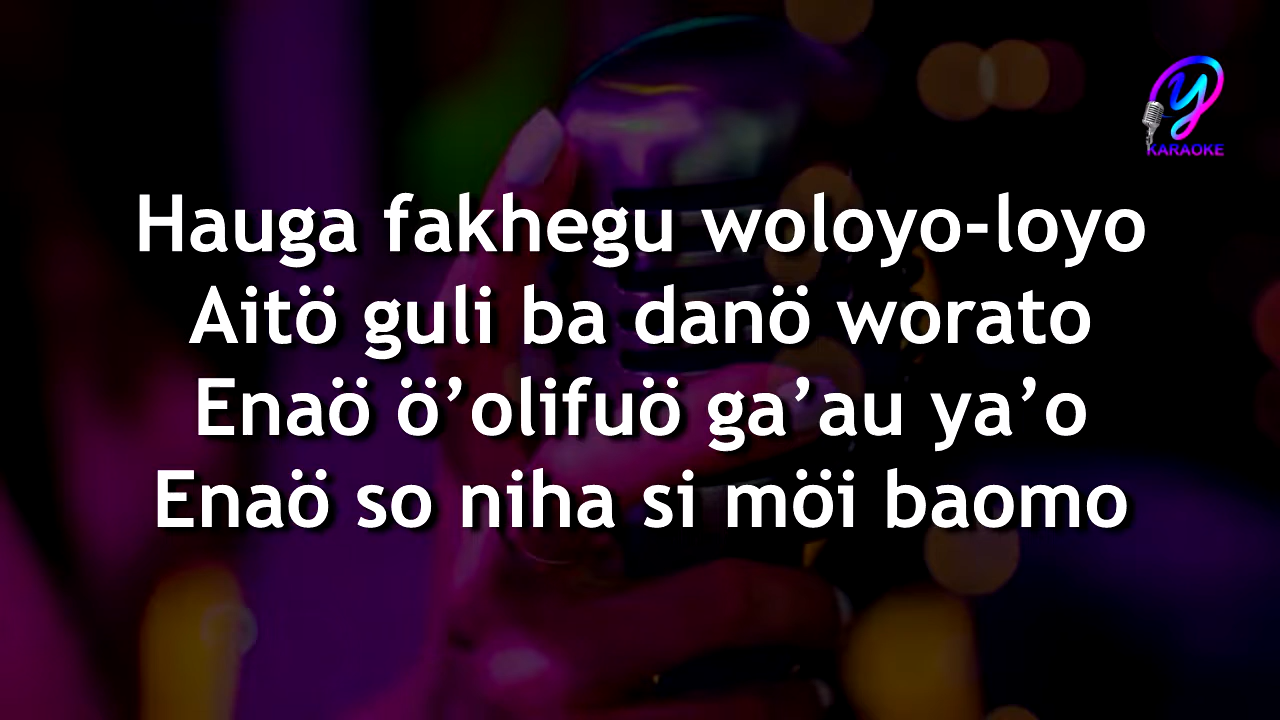 Hauga fakhegu woloyo-loyo
Aitö guli ba danö worato
Enaö ö’olifuö ga’au ya’o
Enaö so niha si möi baomo
y
KARAOKE